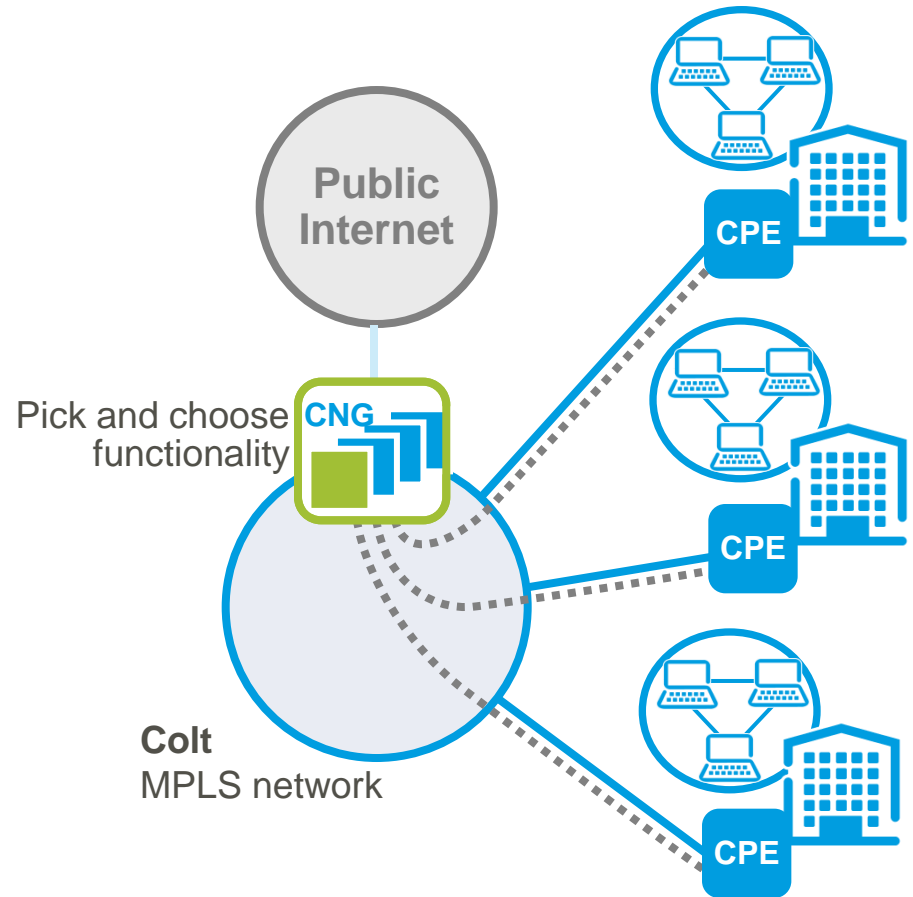 Public
Internet
CPE
Pick and choose
functionality
CNG
CPE
Colt
MPLS network
CPE